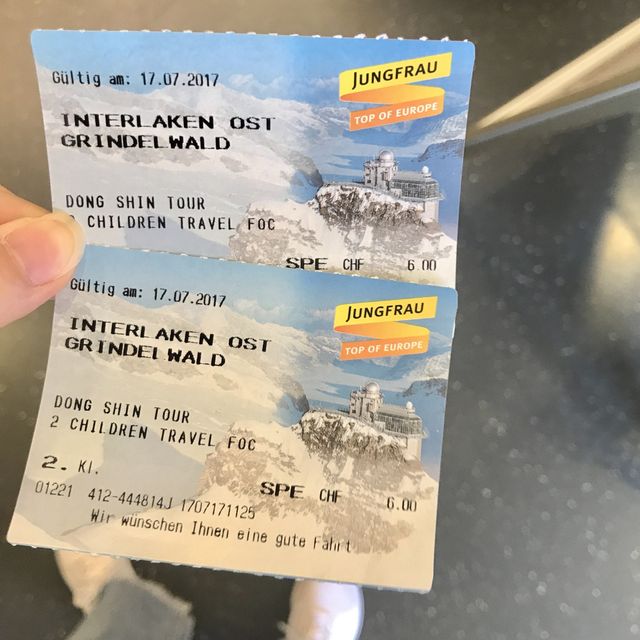 Gültig am: 17.07.2017
JUNGFRAU
TOP OF EUROPE
INTERLAKEN OST
GRINDELWALD
DONG SHIN TOUR
CHILDREN TRAVEL FOC
SPE CHF 6.00
Gültig am: 17.07.2017
JUNGFRAU
TOP OF EUROPE
INTERLAKEN OST
GRINDELWALD
DONG SHIN TOUR
2 CHILDREN TRAVEL FOC
2. Kl.
SPE CHF 6.00
01221 412-444814J 1707171125
Wir wünschen Ihnen eine gute Fahrt